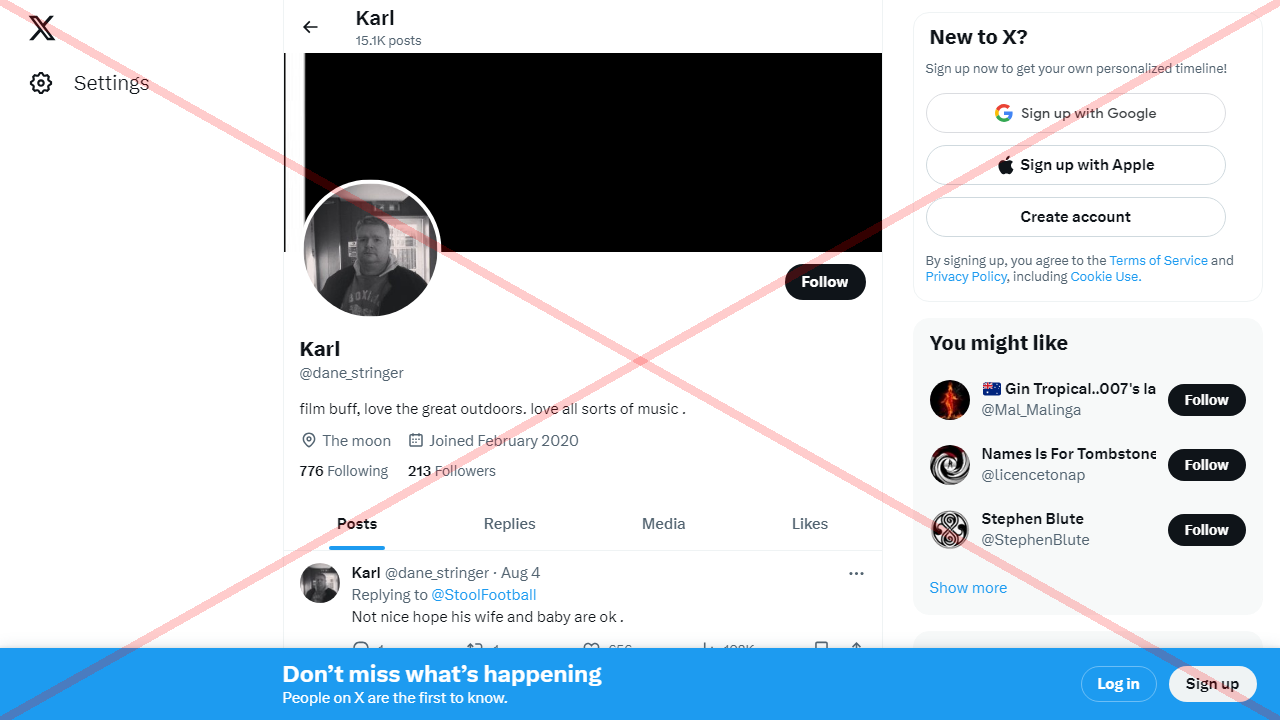 Settings
Karl
15.1K posts
Follow
Karl
@dane_stringer
film buff, love the great outdoors. love all sorts of music .
The moon Joined February 2020
776 Following 213 Followers
Posts Replies Media Likes
Karl @dane_stringer · Aug 4
Replying to @StoolFootball
Not nice hope his wife and baby are ok .
New to X?
Sign up now to get your own personalized timeline!
Sign up with Google
Sign up with Apple
Create account
By signing up, you agree to the Terms of Service and
Privacy Policy, including Cookie Use.
You might like
🇦🇺 Gin Tropical..007's la
@Mal_Malinga
Follow
Names Is For Tombstone
@licencetonap
Follow
Stephen Blute
@StephenBlute
Follow
Show more
Don’t miss what’s happening
People on X are the first to know.
Log in
Sign up